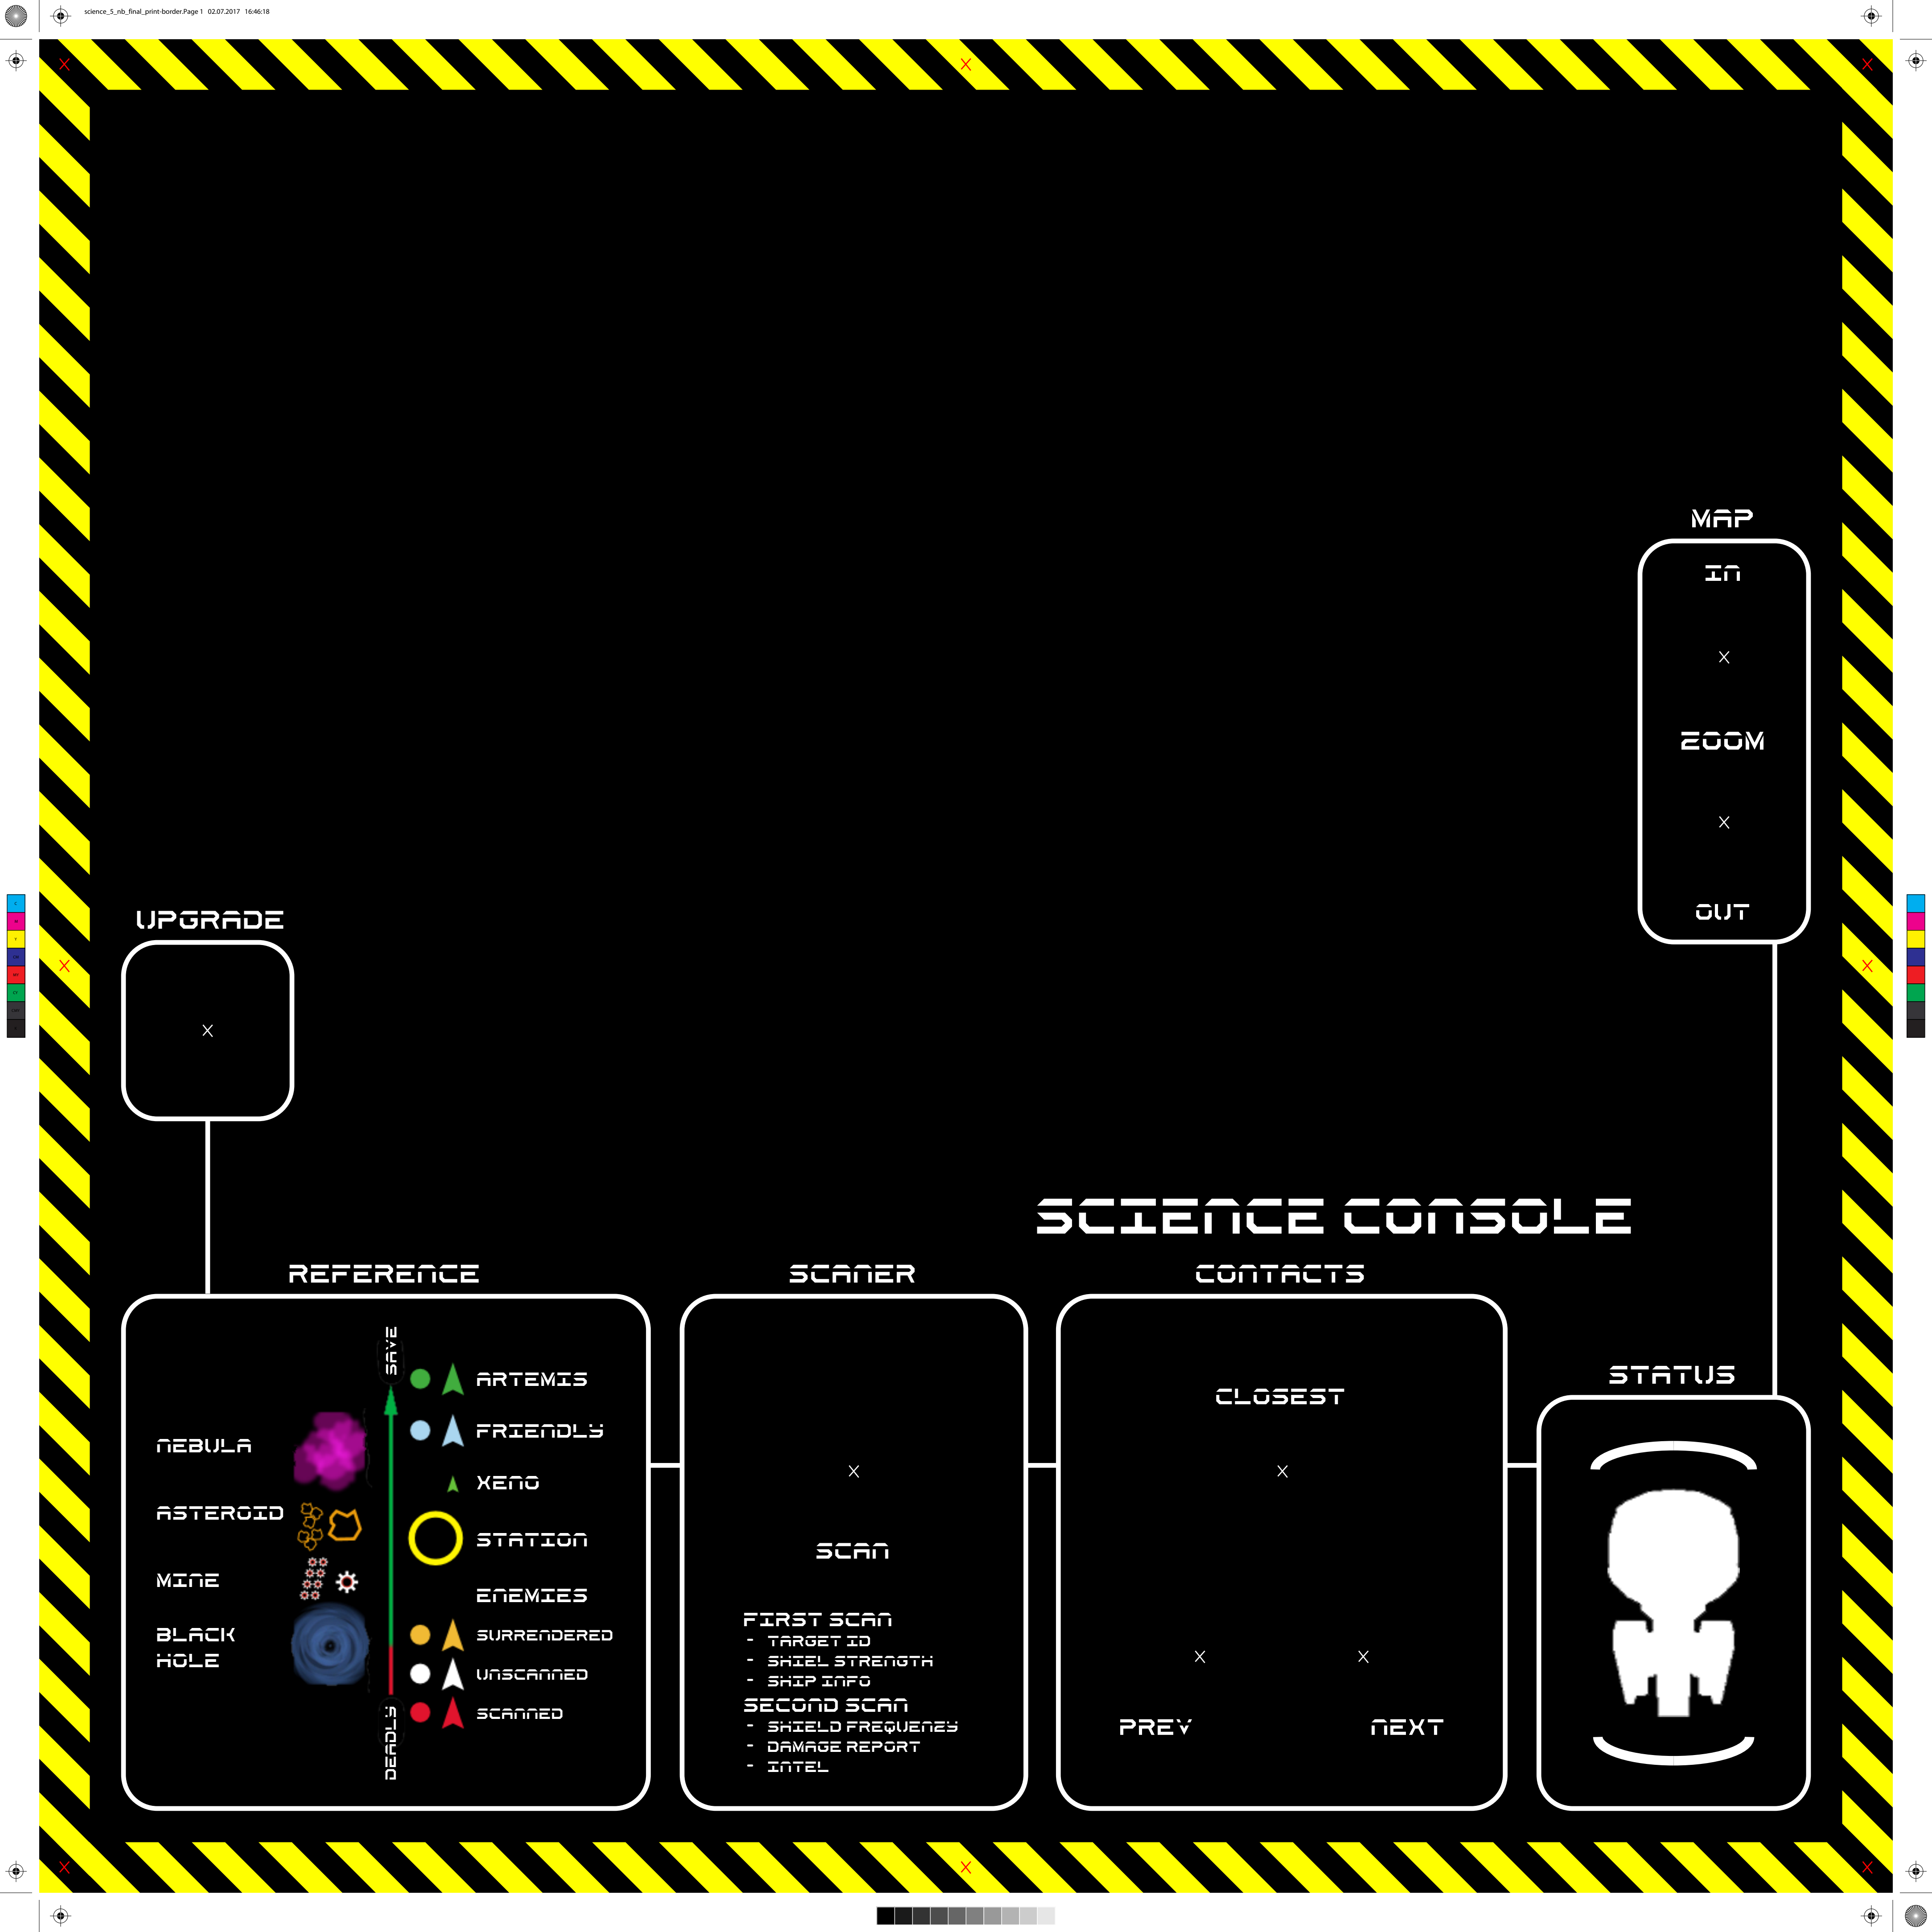 science_5_nb_final_print-border.Page 1 02.07.2017 16:46:18
MAP
IN
ZOOM
OUT
UPGRADE
SCIENCE CONSOLE
REFERENCE
SAVE
ARTEMIS
FRIENDLY
NEBULA
XENO
ASTEROID
STATION
MINE
ENEMIES
BLACK
HOLE
SURRENDERED
UNSCANNED
SCANNED
DEADLY
SCANER
SCAN
FIRST SCAN
- TARGET ID
- SHIEL STRENGTH
- SHIP INFO
SECOND SCAN
- SHIELD FREQUENZY
- DAMAGE REPORT
- INTEL
CONTACTS
CLOSEST
PREV
NEXT
STATUS